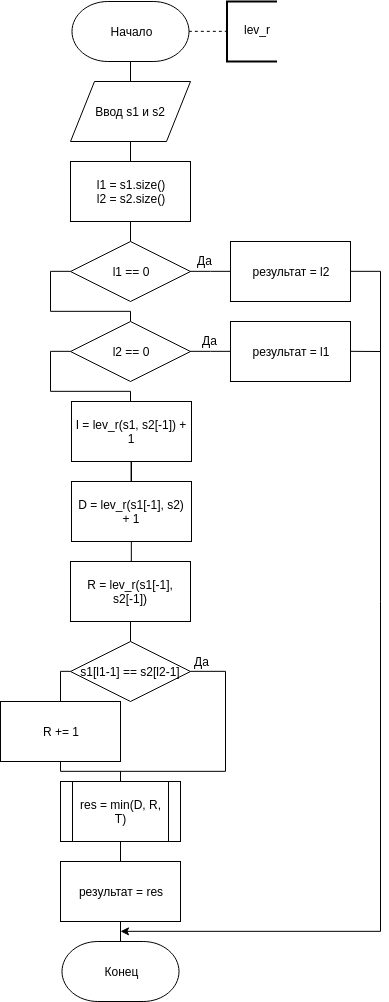 Начало
lev_r
Ввод s1 и s2
l1 = s1.size()
l2 = s2.size()
l1 == 0
Да
результат = l2
l2 == 0
Да
результат = l1
I = lev_r(s1, s2[-1]) +
1
D = lev_r(s1[-1], s2)
+ 1
R = lev_r(s1[-1],
s2[-1])
s1[l1-1] == s2[l2-1]
Да
R += 1
res = min(D, R,
T)
результат = res
Конец